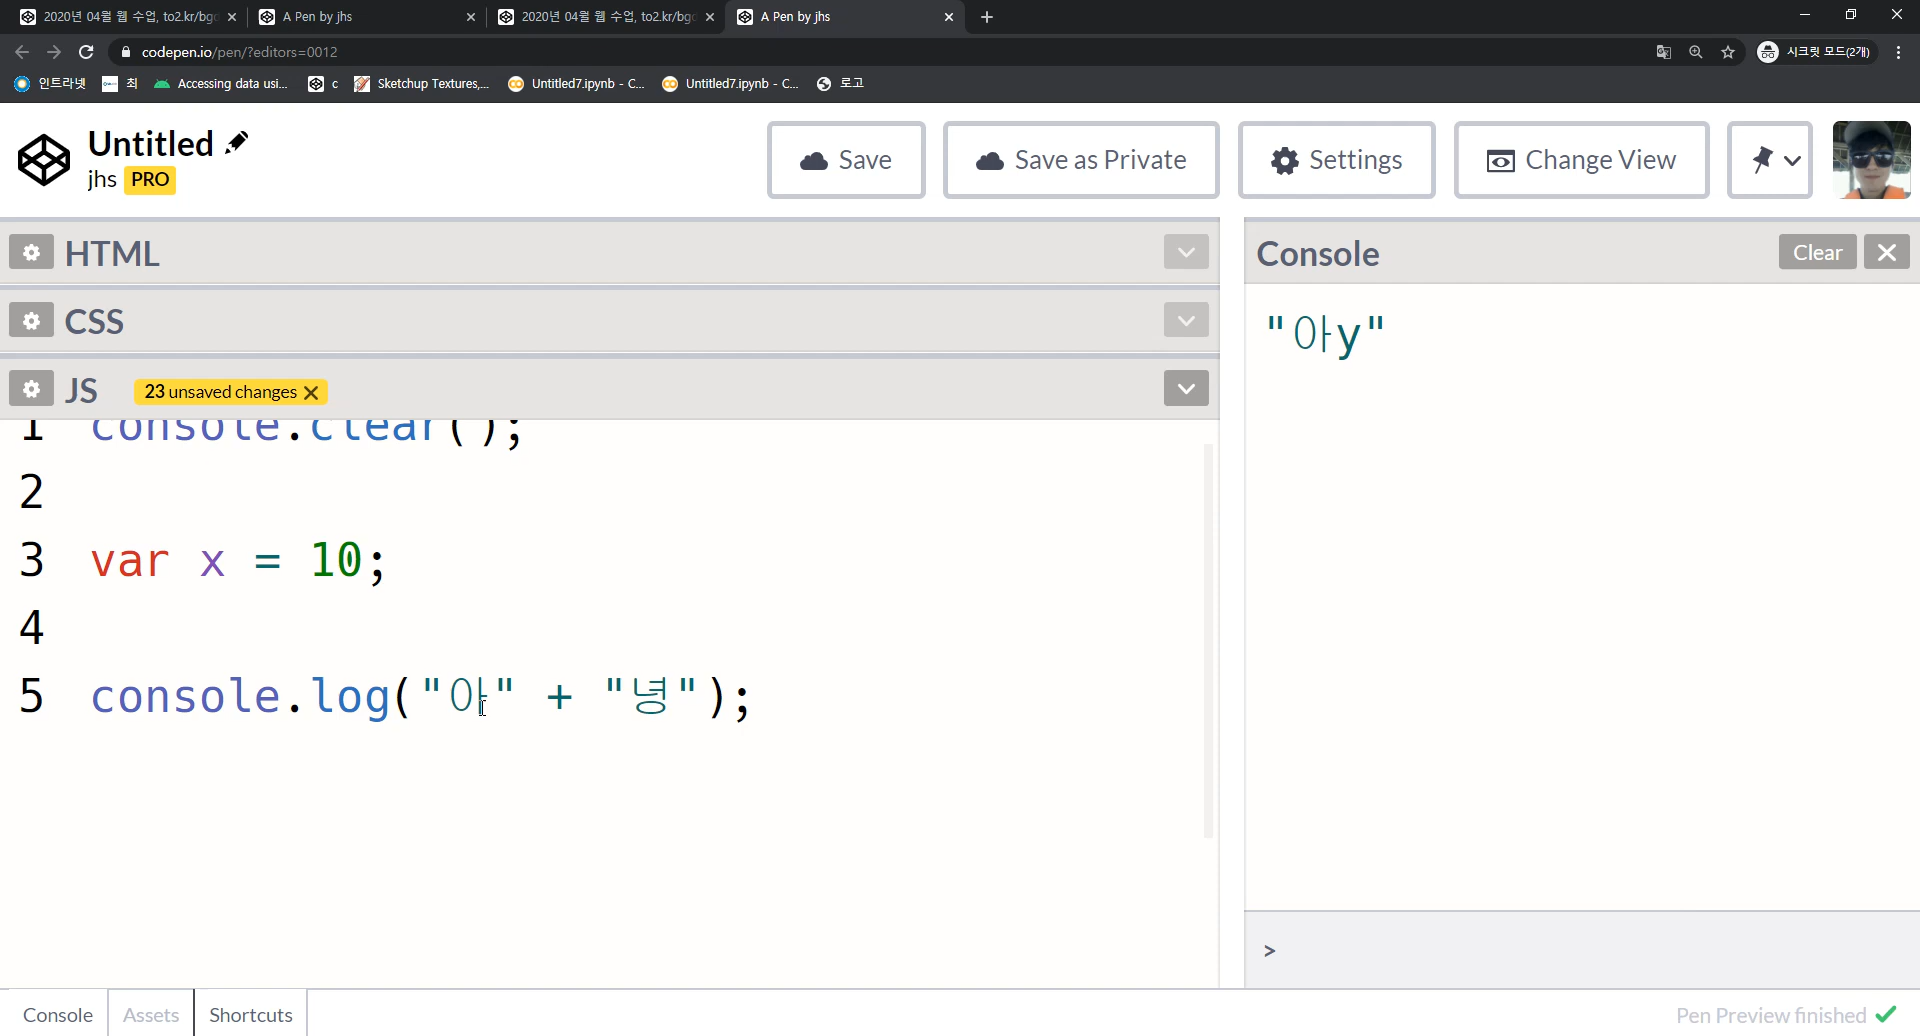 2020년 04월 웹 수업, to2.kr/bgc
A Pen by jhs
2020년 04월 웹 수업, to2.kr/bgc
A Pen by jhs
codepen.io/pen/?editors=0012
시크릿 모드(2개)
인트라넷
최
Accessing data usi...
c
Sketchup Textures,...
Untitled7.ipynb - C...
Untitled7.ipynb - C...
로고
Untitled
jhs PRO
Save
Save as Private
Settings
Change View
HTML
CSS
JS
23 unsaved changes
1 console.clear();
2
3 var x = 10;
4
5 console.log("아" + "녕");
Console
Clear
"아y"
>
Console
Assets
Shortcuts
Pen Preview finished